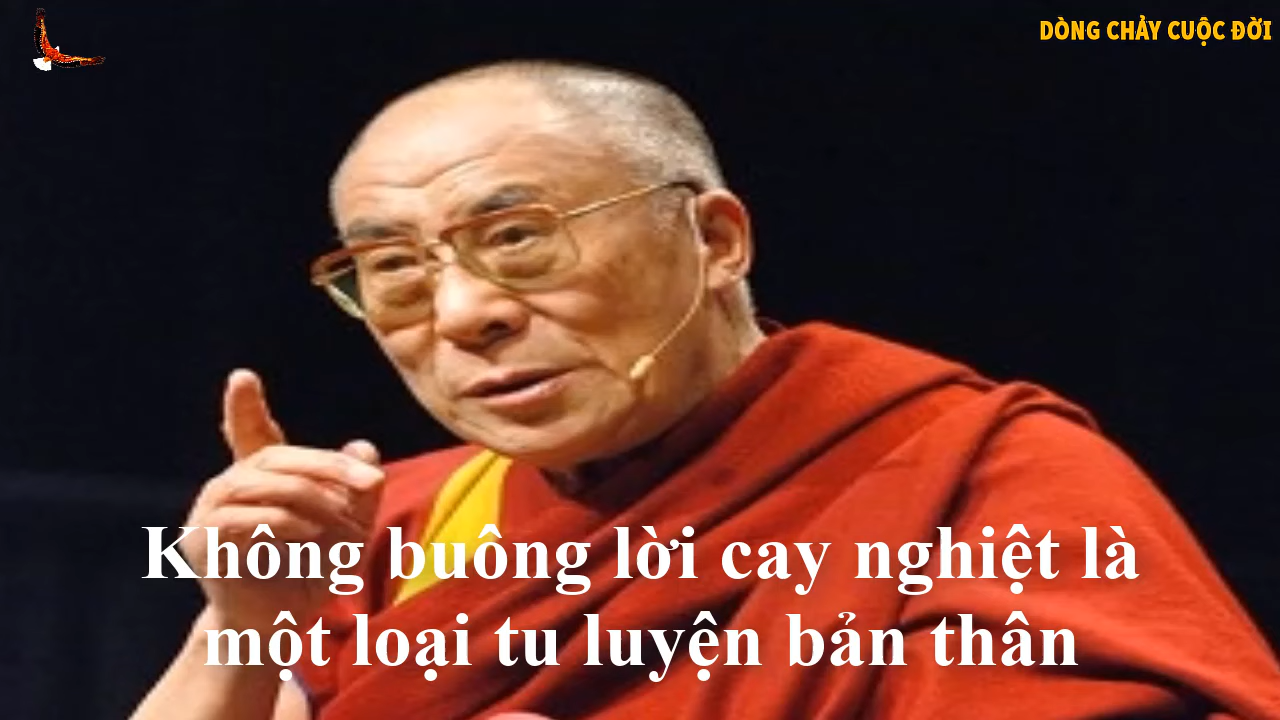 DÒNG CHẢY CUỘC ĐỜI
Không buông lời cay nghiệt là
một loại tu luyện bản thân